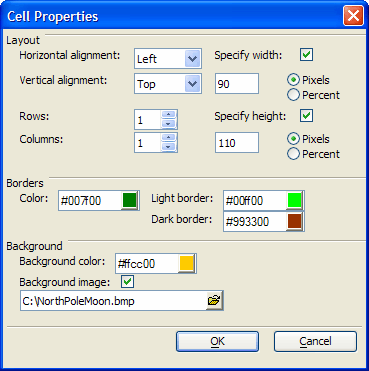 Cell Properties
Layout
Horizontal alignment: Left Specify width:
Vertical alignment: Top 90 Pixels
Percent
Rows: 1 Specify height:
Columns: 1 110 Pixels
Percent
Borders
Color: #007f00 Light border: #00ff00
Dark border: #993300
Background
Background color: #ffcc00
Background image:
C:\NorthPoleMoon.bmp
OK Cancel